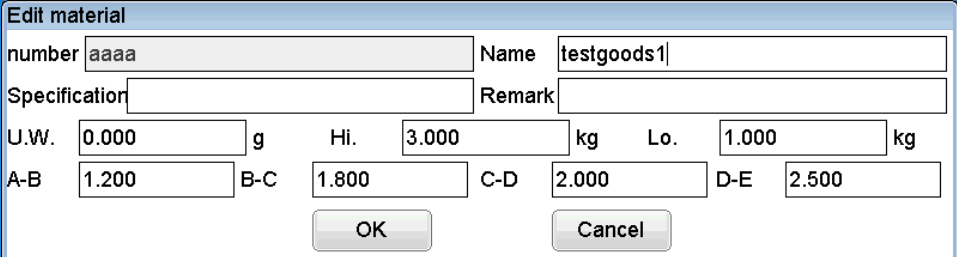 Edit material
number aaaa Name testgoods1
Specification Remark
U.W. 0.000 g Hi. 3.000 kg Lo. 1.000 kg
A-B 1.200 B-C 1.800 C-D 2.000 D-E 2.500
OK Cancel